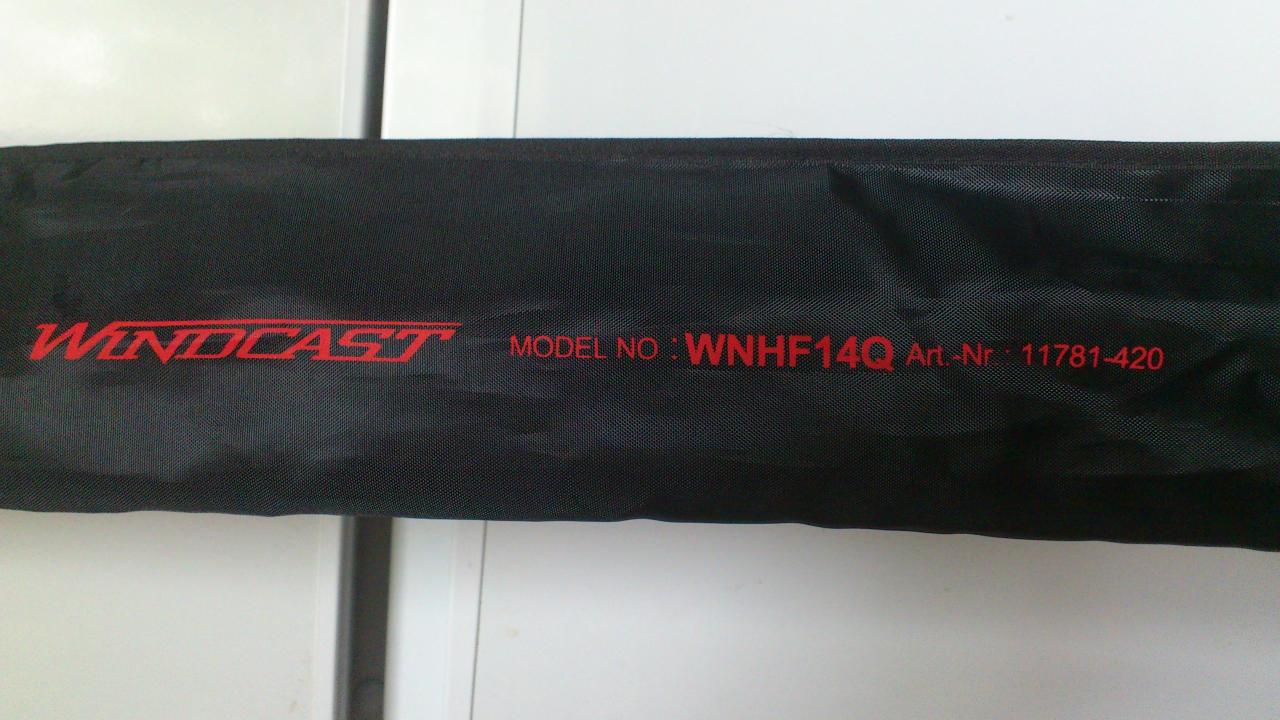 WINDCAST MODEL NO : WNHF14Q Art.-Nr.: 11781-420